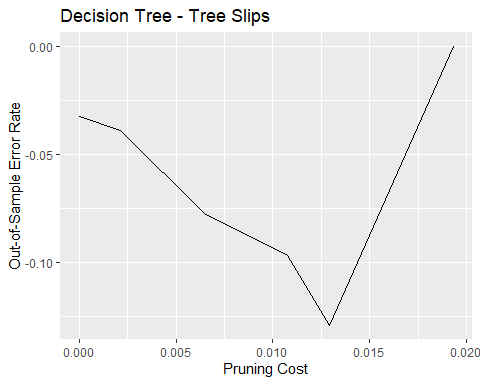 Decision Tree - Tree Slips
0.00
-0.05
-0.10
Out-of-Sample Error Rate
0.000 0.005 0.010 0.015 0.020
Pruning Cost